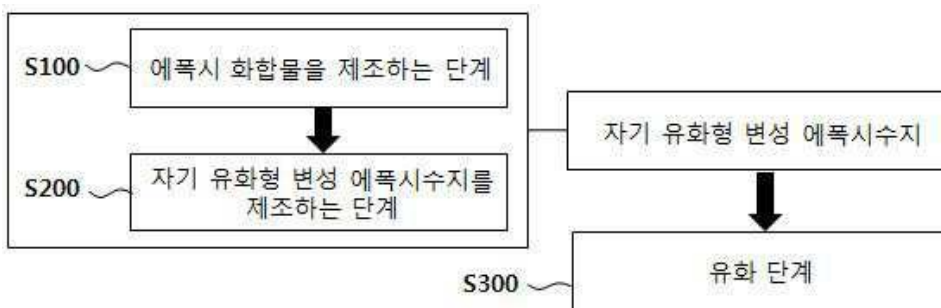 S100
에폭시 화합물을 제조하는 단계
S200
자기 유화형 변성 에폭시수지를
제조하는 단계
자기 유화형 변성 에폭시수지
S300
유화 단계